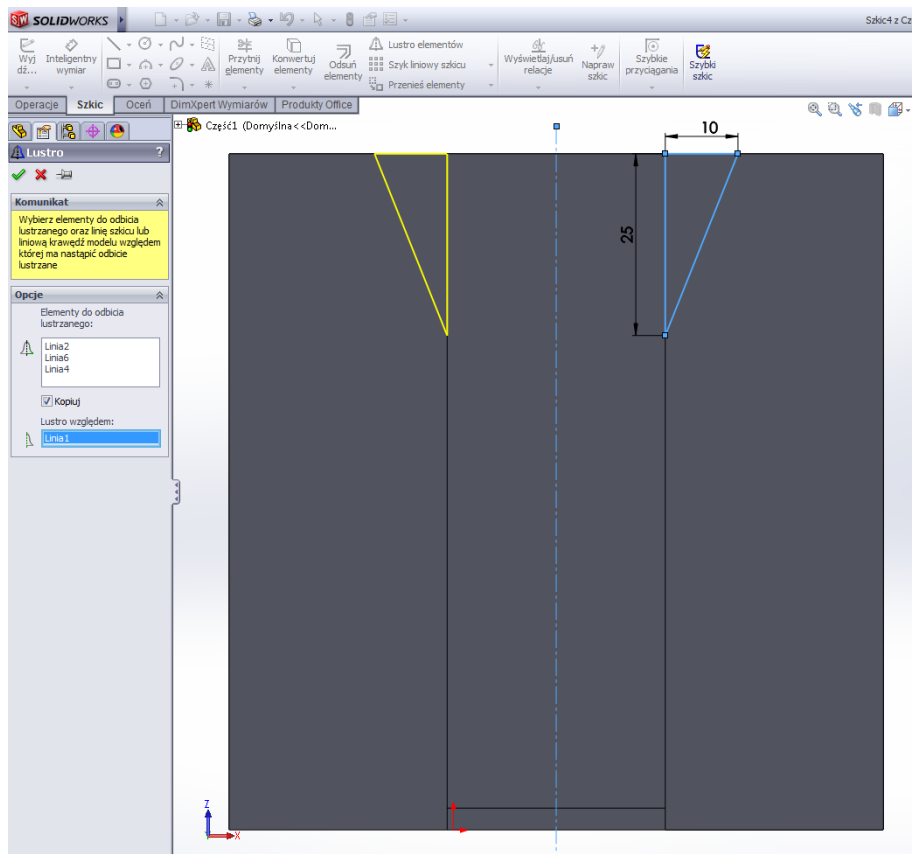 SOLIDWORKS
Szkic4 z Cz
Wyj dź...
Inteligentny wymiar
Przytnij elementy
Konwertuj elementy
Odsuń elementy
Lustro elementów
Szyk liniowy szkicu
Przenieś elementy
Wyświetlaj/usuń relacje
Napraw szkic
Szybkie przyciągania
Szybki szkic
Operacje
Szkic
Oceń
DimXpert Wymiarów
Produkty Office
Część1 (Domyślna<<Dom...
Lustro
?
Komunikat
Wybierz elementy do odbicia
lustrzanego oraz linię szkicu lub
liniową krawędź modelu względem
której ma nastąpić odbicie
lustrzane
Opcje
Elementy do odbicia
lustrzanego:
Linia2
Linia6
Linia4
Kopiuj
Lustro względem:
Linia1
10
25
Z
X